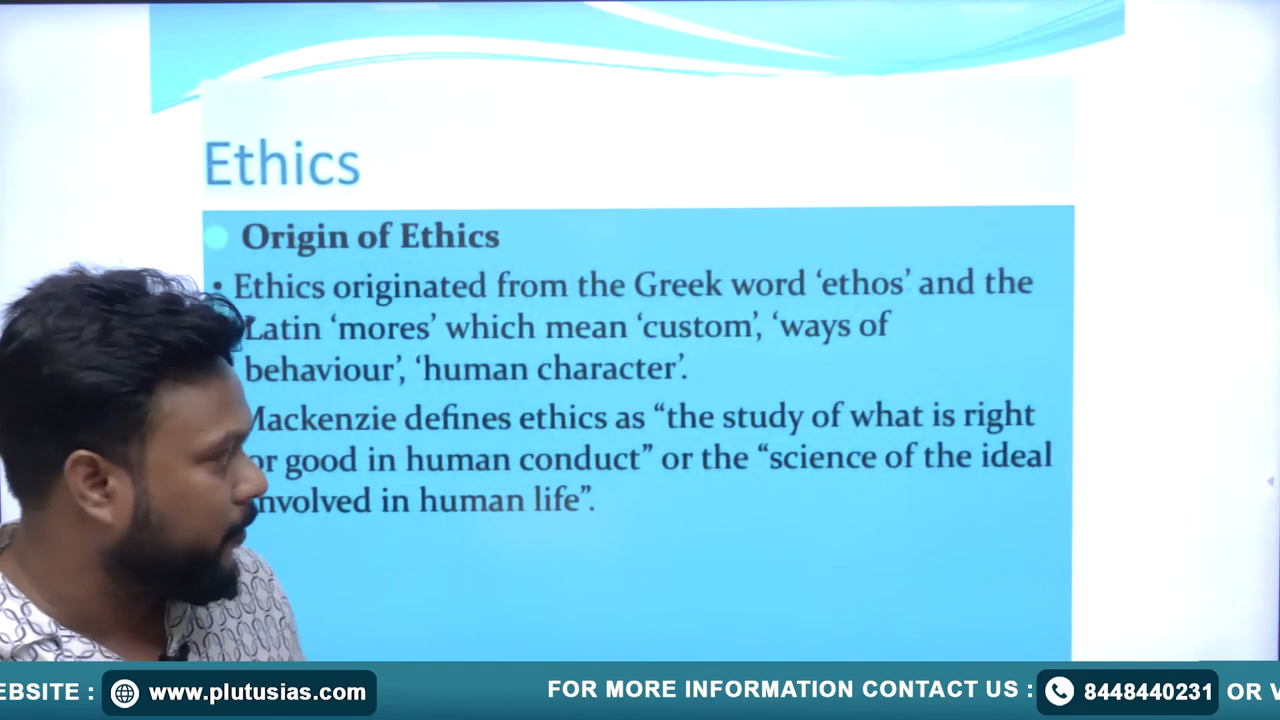 Ethics
Origin of Ethics
• Ethics originated from the Greek word ‘ethos’ and the
Latin ‘mores’ which mean ‘custom’, ‘ways of
behaviour’, ‘human character’.
Mackenzie defines ethics as “the study of what is right
or good in human conduct” or the “science of the ideal
involved in human life”.
EBSITE : www.plutusias.com FOR MORE INFORMATION CONTACT US : 8448440231 OR